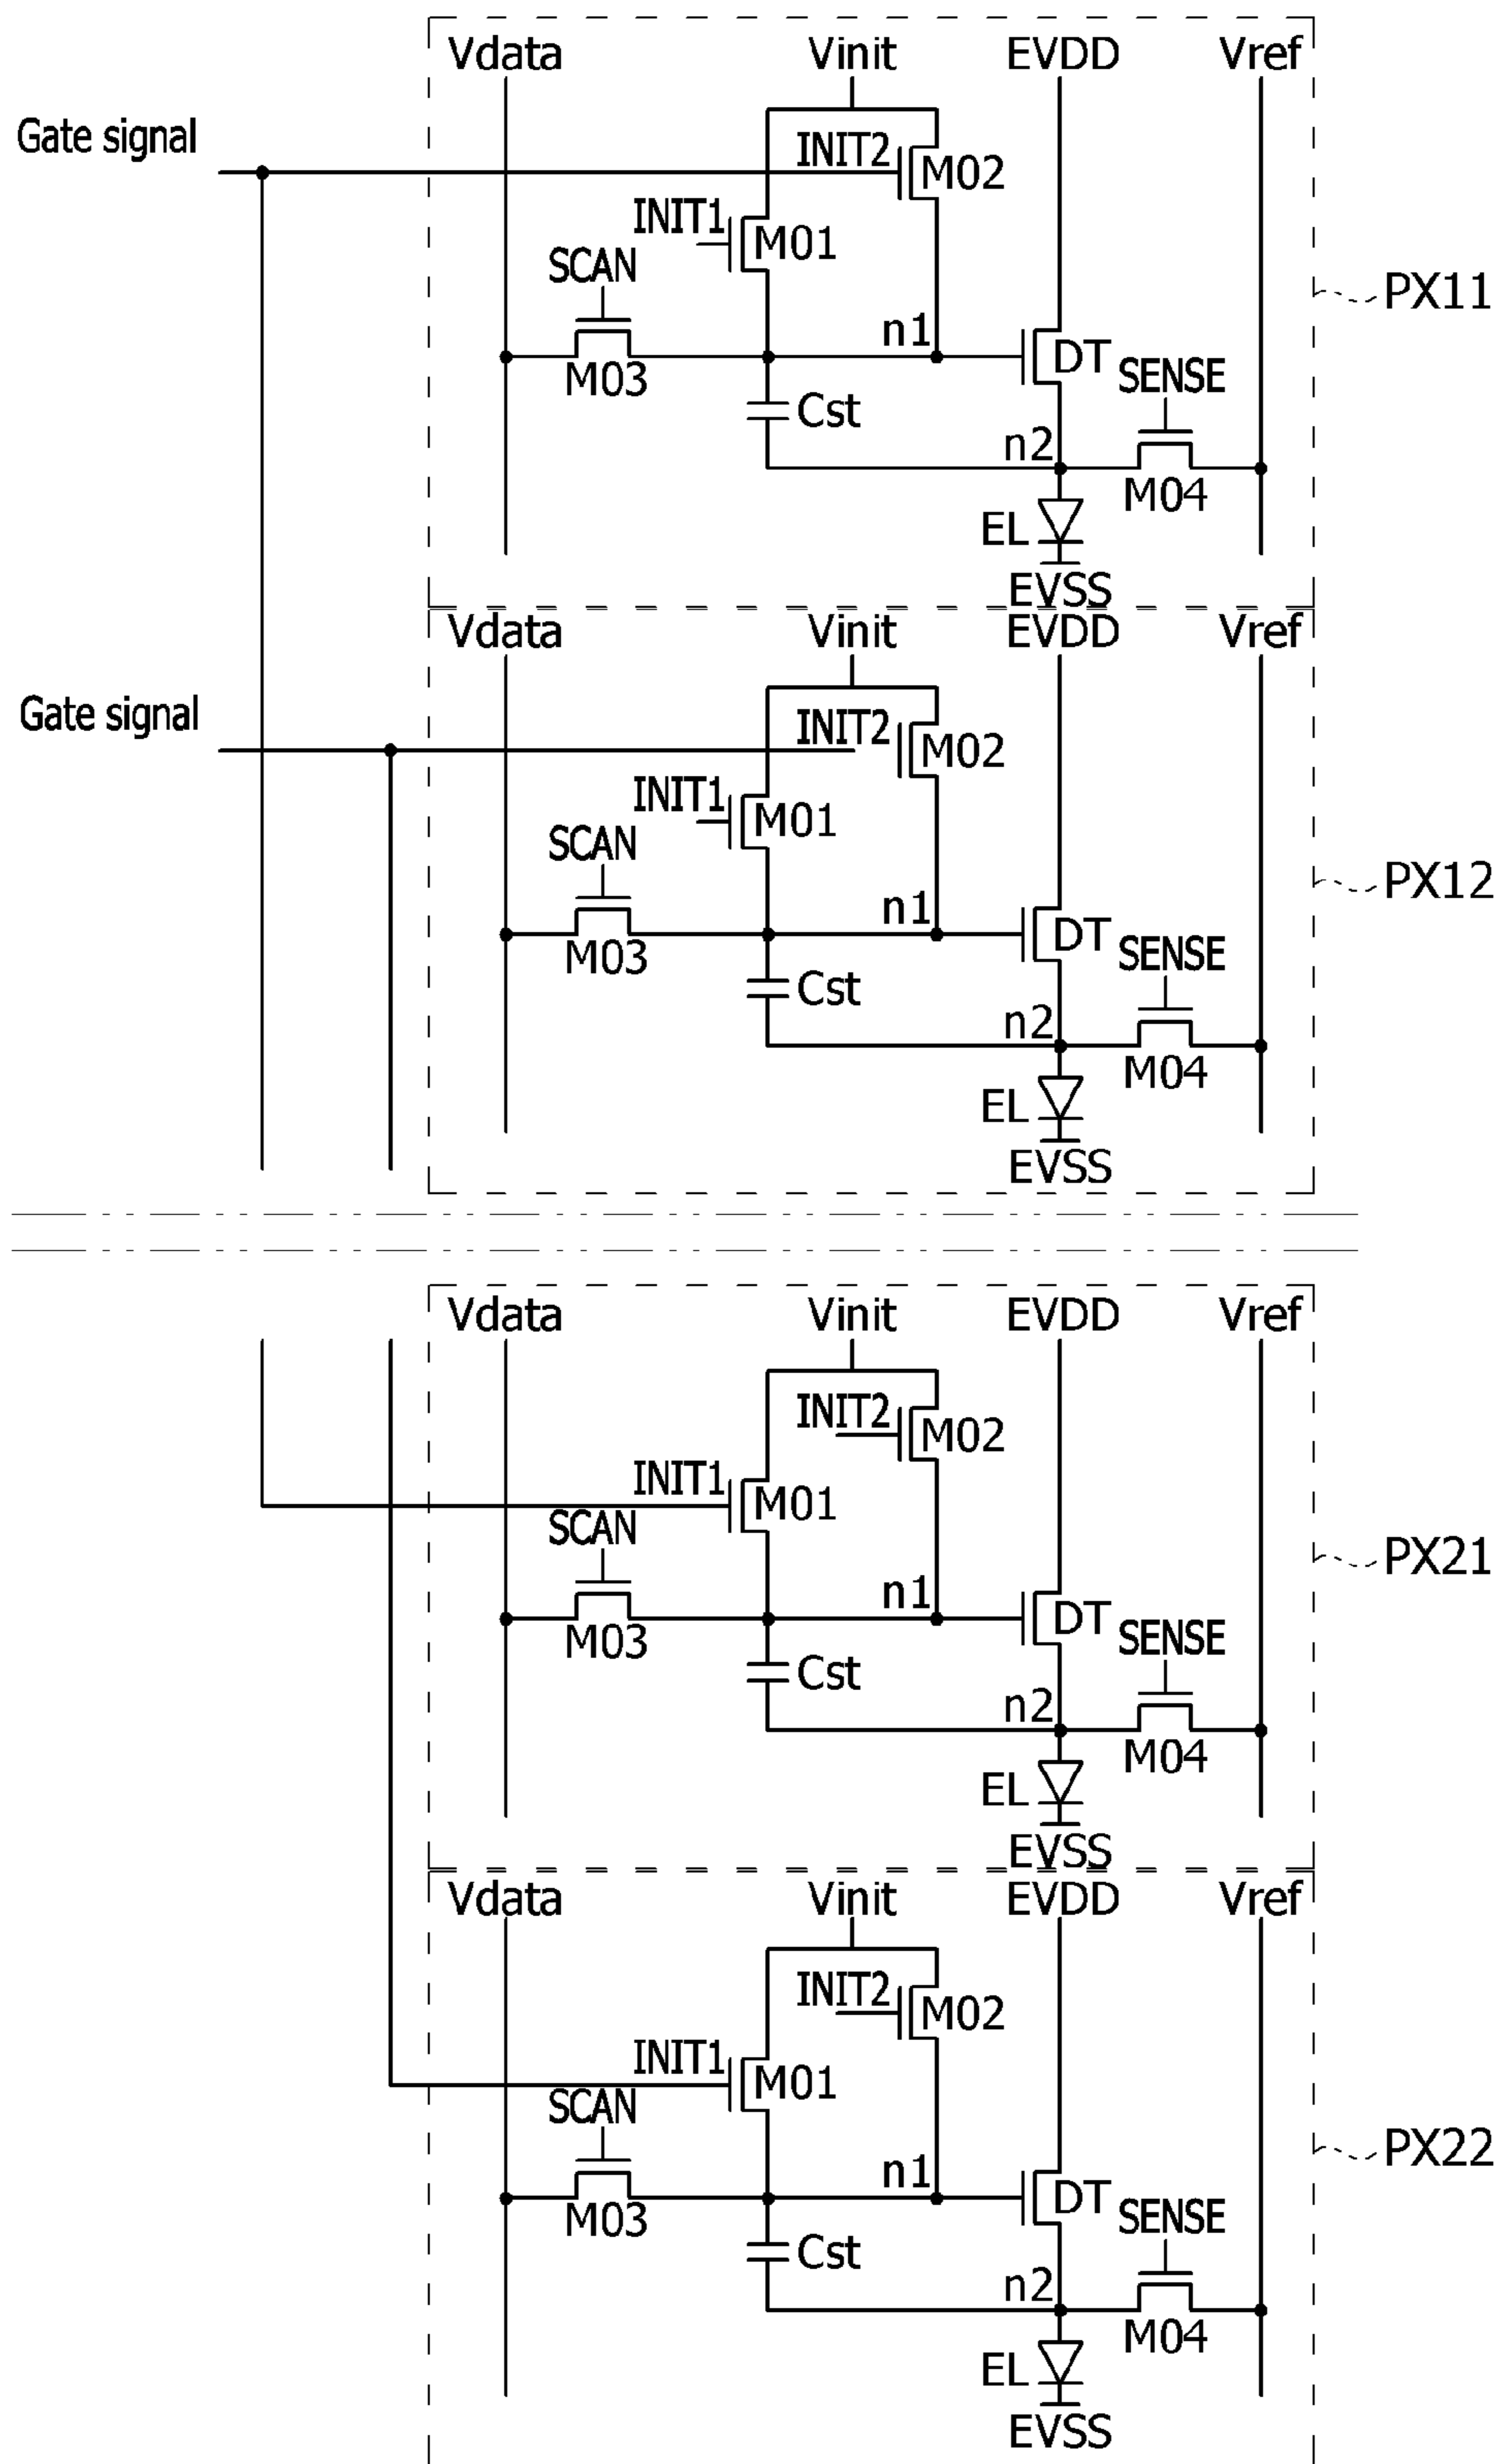 Vdata Vinit EVDD Vref
Gate signal
INIT2 M02
INIT1 M01
SCAN
PX11
n1
M03 DT SENSE
Cst
n2
M04
EL
EVSS
Vdata Vinit EVDD Vref
Gate signal
INIT2 M02
INIT1 M01
SCAN
PX12
n1
M03 DT SENSE
Cst
n2
M04
EL
EVSS
Vdata Vinit EVDD Vref
INIT2 M02
INIT1 M01
SCAN
PX21
n1
M03 DT SENSE
Cst
n2
M04
EL
EVSS
Vdata Vinit EVDD Vref
INIT2 M02
INIT1 M01
SCAN
PX22
n1
M03 DT SENSE
Cst
n2
M04
EL
EVSS